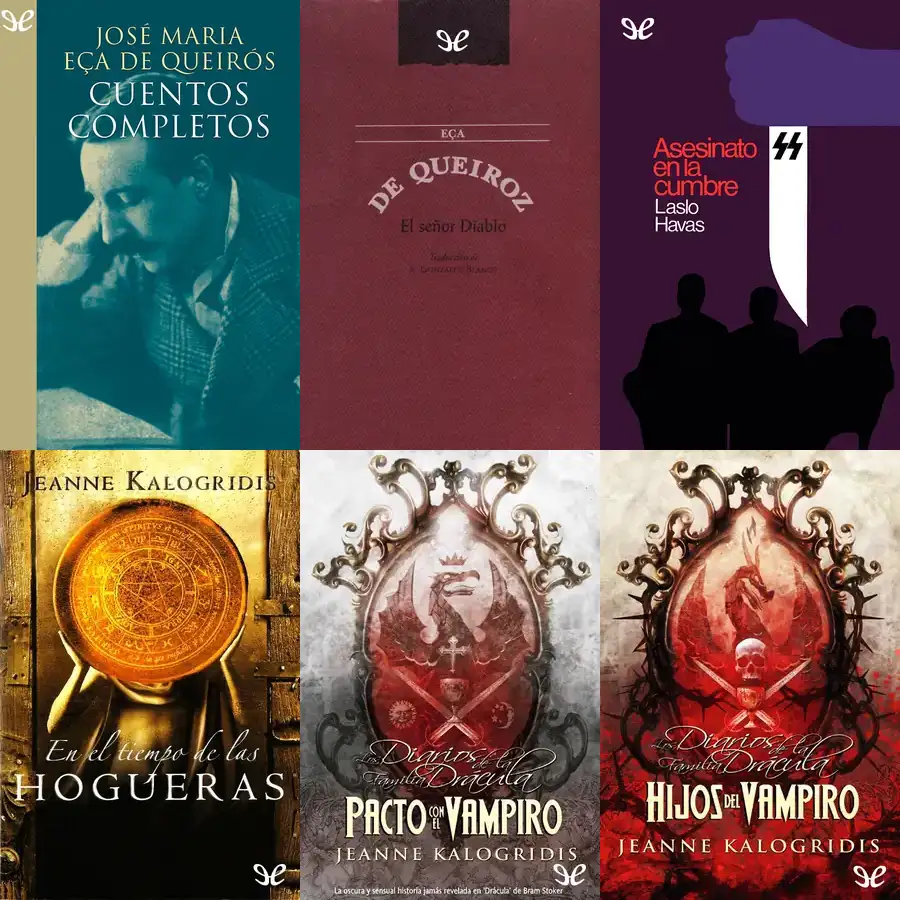 JOSÉ MARIA
EÇA DE QUEIRÓS
CUENTOS
COMPLETOS
EÇA
DE QUEIROZ
El señor Diablo
Traducción de
Asesinato
en la
cumbre
Laslo
Havas
JEANNE KALOGRIDIS
En el tiempo de las
HOGUERAS
Los Diarios de la
Familia Drácula
PACTO CON EL VAMPIRO
JEANNE KALOGRIDIS
La oscura y sensual historia jamás revelada en 'Drácula' de Bram Stoker
Los Diarios de la
Familia Drácula
HIJOS DEL VAMPIRO
JEANNE KALOGRIDIS